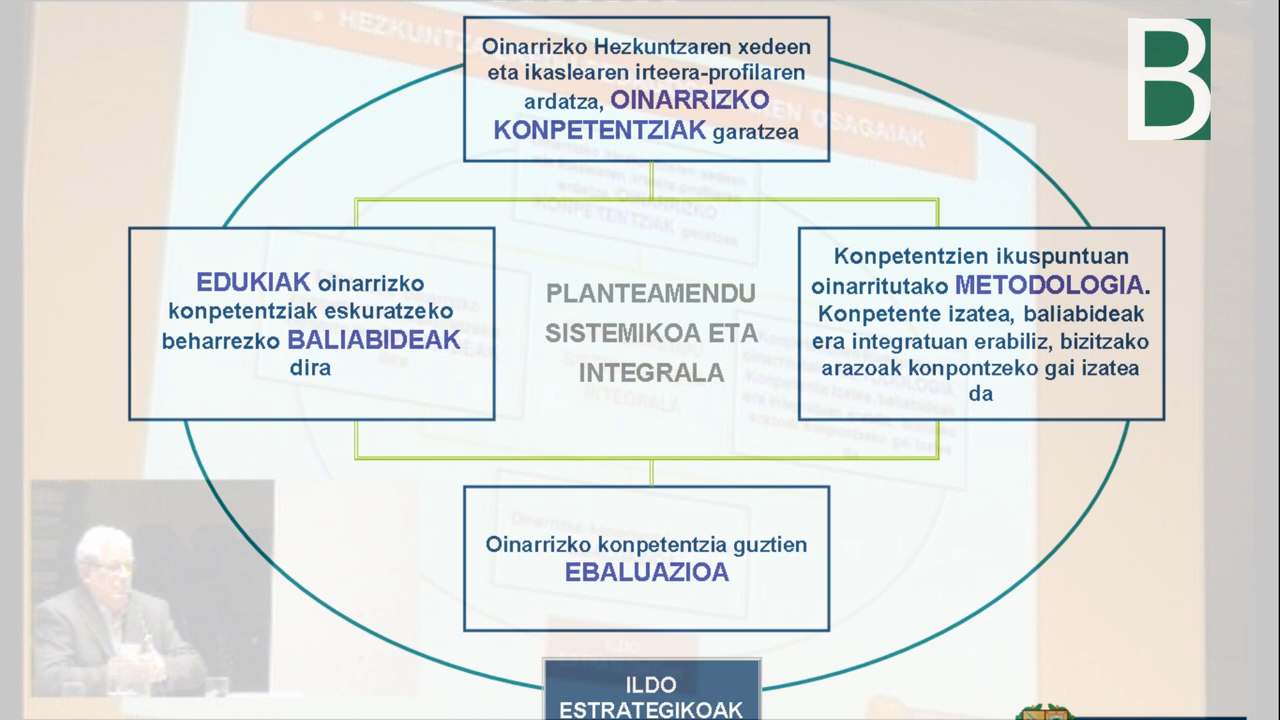 Oinarrizko Hezkuntzaren xedeen
eta ikaslearen irteera-profilaren
ardatza, OINARRIZKO
KONPETENTZIAK garatzea
B
EDUKIAK oinarrizko
konpetentziak eskuratzeko
beharrezko BALIABIDEAK
dira
PLANTEAMENDU
SISTEMIKOA ETA
INTEGRALA
Konpetentzien ikuspuntuan
oinarritutako METODOLOGIA.
Konpetente izatea, baliabideak
era integratuan erabiliz, bizitzako
arazoak konpontzeko gai izatea
da
Oinarrizko konpetentzia guztien
EBALUAZIOA
ILDO
ESTRATEGIKOAK